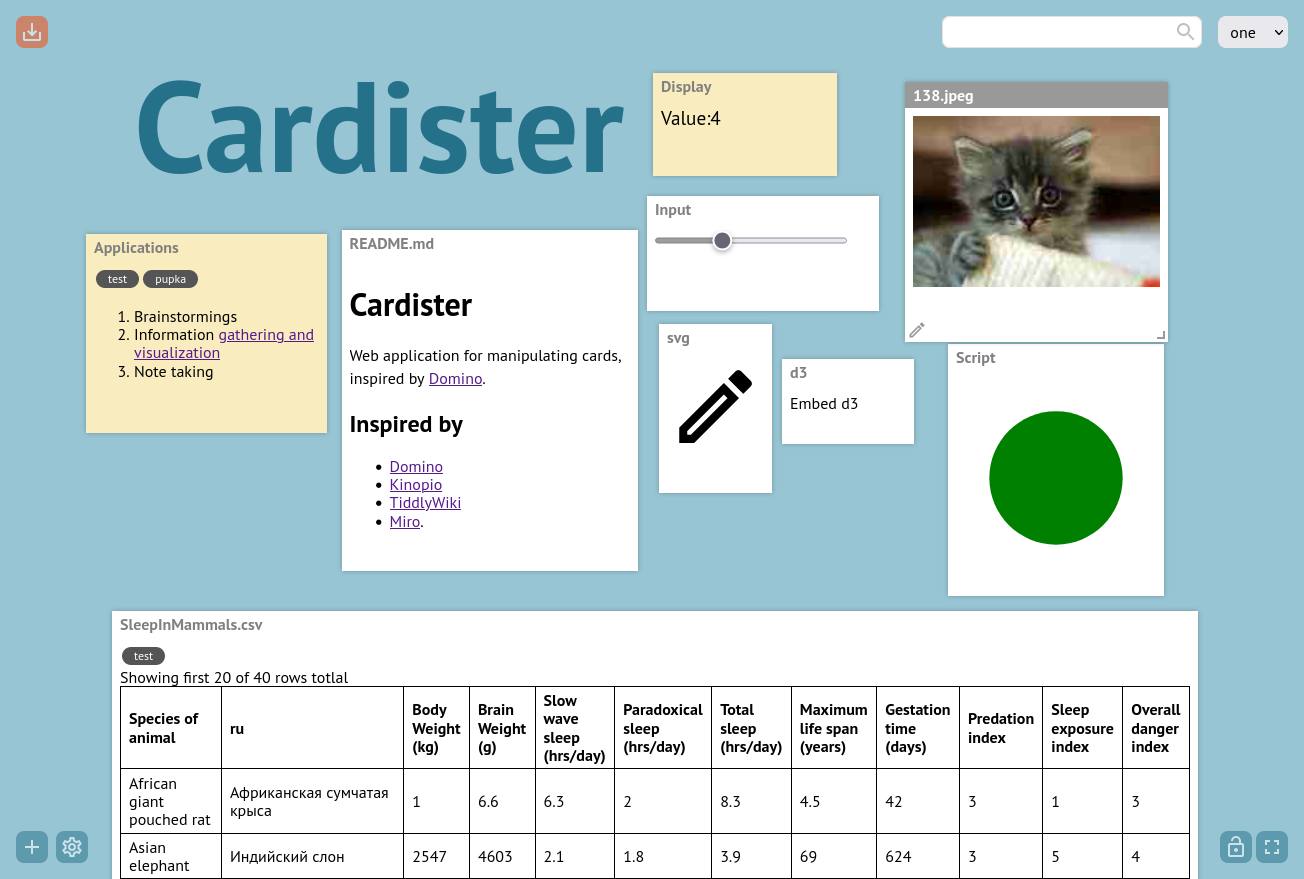 one
Cardister
Display
Value:4
138.jpeg
Input
Applications
test pupka
1. Brainstormings
2. Information gathering and
visualization
3. Note taking
README.md
Cardister
Web application for manipulating cards,
inspired by Domino.
Inspired by
• Domino
• Kinopio
• TiddlyWiki
• Miro.
svg
d3
Embed d3
Script
SleepInMammals.csv
test
Showing first 20 of 40 rows totlal
Species of animal ru Body Weight (kg) Brain Weight (g) Slow wave sleep (hrs/day) Paradoxical sleep (hrs/day) Total sleep (hrs/day) Maximum life span (years) Gestation time (days) Predation index Sleep exposure index Overall danger index
African giant pouched rat Африканская сумчатая крыса 1 6.6 6.3 2 8.3 4.5 42 3 1 3
Asian elephant Индийский слон 2547 4603 2.1 1.8 3.9 69 624 3 5 4